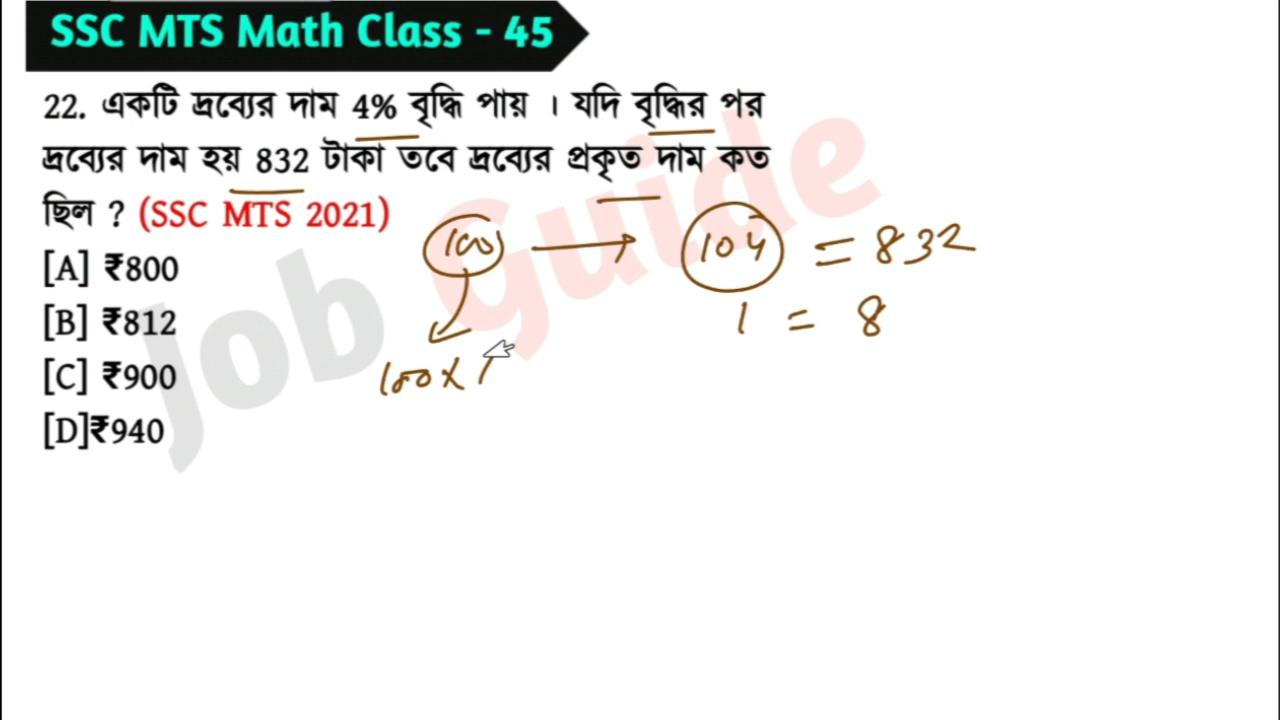 SSC MTS Math Class - 45
22. একটি দ্রব্যের দাম 4% বৃদ্ধি পায় । যদি বৃদ্ধির পর
দ্রব্যের দাম হয় 832 টাকা তবে দ্রব্যের প্রকৃত দাম কত
ছিল ? (SSC MTS 2021)
100 → 104 = 832
[A] ₹800
[B] ₹812
1 = 8
[C] ₹900
100 x
[D]₹940
Job Guide